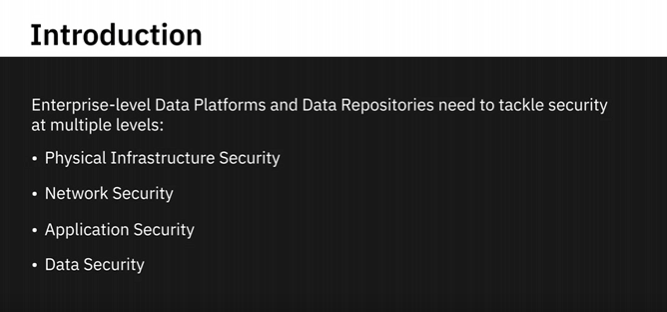 Introduction
Enterprise-level Data Platforms and Data Repositories need to tackle security
at multiple levels:
• Physical Infrastructure Security
• Network Security
• Application Security
• Data Security